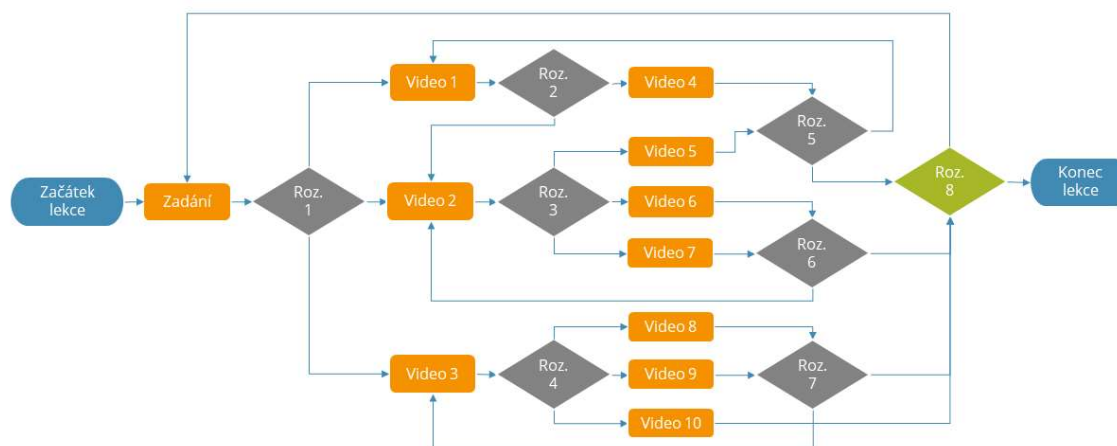 Začátek
lekce
Zadání
Roz.
1
Video 1
Roz.
2
Video 4
Roz.
5
Video 5
Video 2
Roz.
3
Video 6
Video 7
Roz.
6
Video 3
Roz.
4
Video 8
Video 9
Video 10
Roz.
7
Roz.
8
Konec
lekce